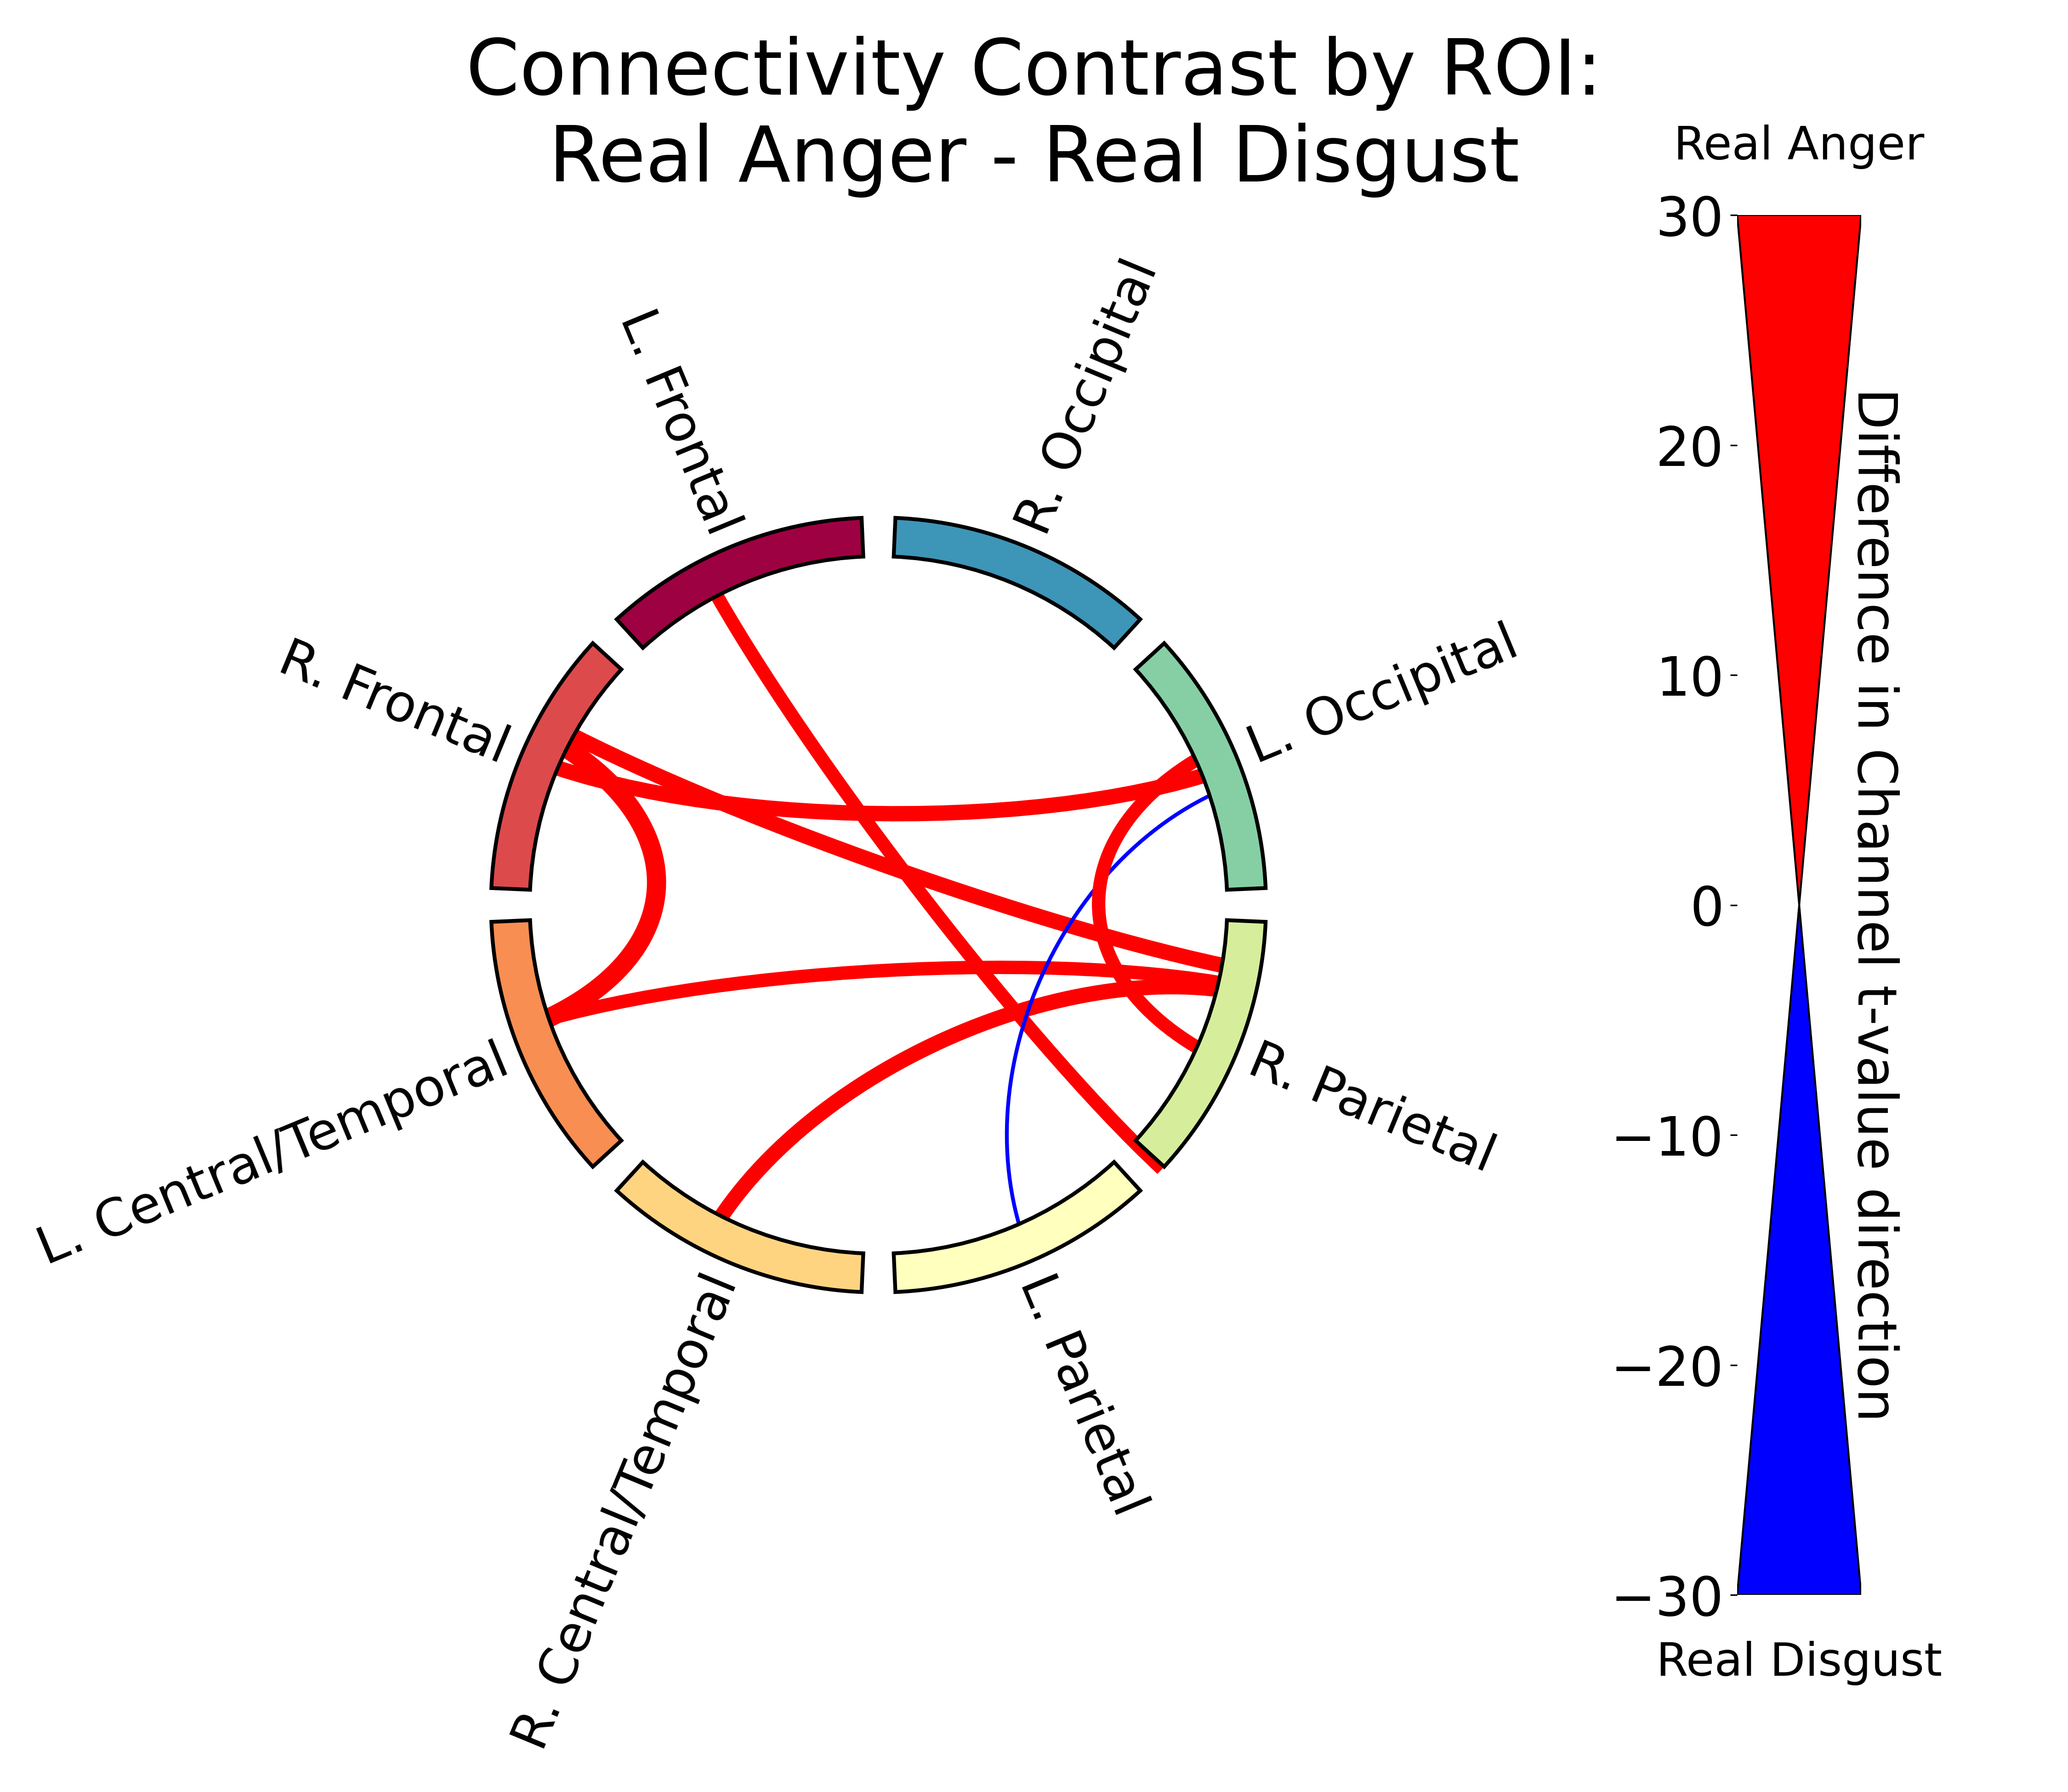 Connectivity Contrast by ROI:
Real Anger - Real Disgust
Real Anger
30
20
10
0
−10
−20
−30
Real Disgust
Difference in Channel t-value direction
L. Frontal
R. Occipital
R. Frontal
L. Occipital
L. Central/Temporal
R. Parietal
R. Central/Temporal
L. Parietal